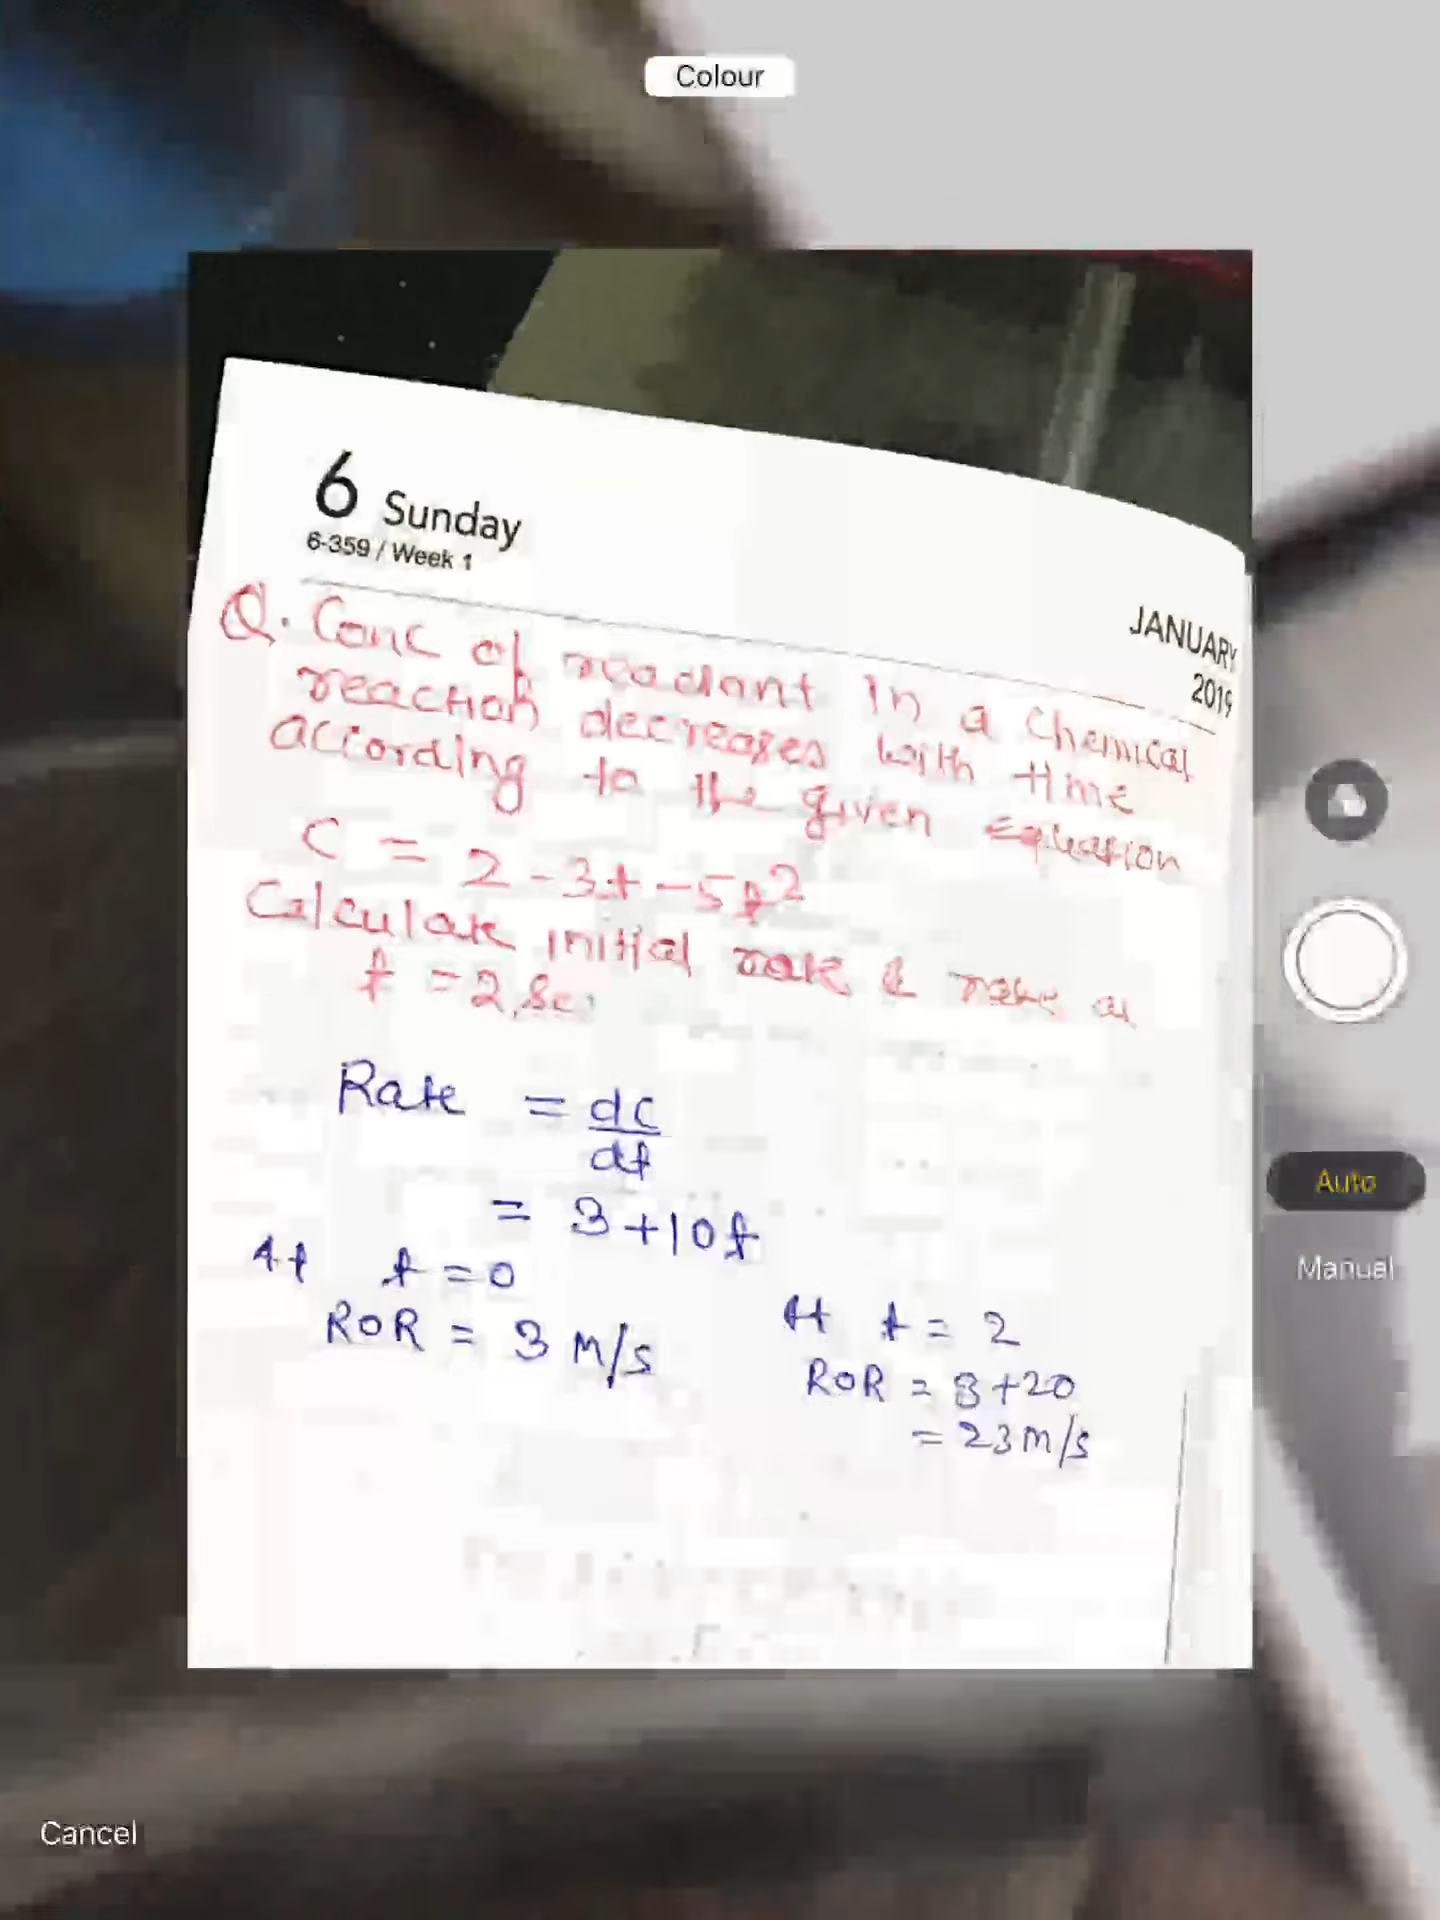 Colour
6 Sunday
6-359 / Week 1
JANUARY
2019
Q. Conc of reactant in a chemical
reaction decreases with time
according to the given equation
C = 2 - 3t - 5t²
Calculate initial rate & rate at
t = 2 sec
Rate = dc/dt
= 3 + 10t
At t = 0
ROR = 3 M/s
At t = 2
ROR = 3 + 20
= 23 M/s
Auto
Manual
Cancel